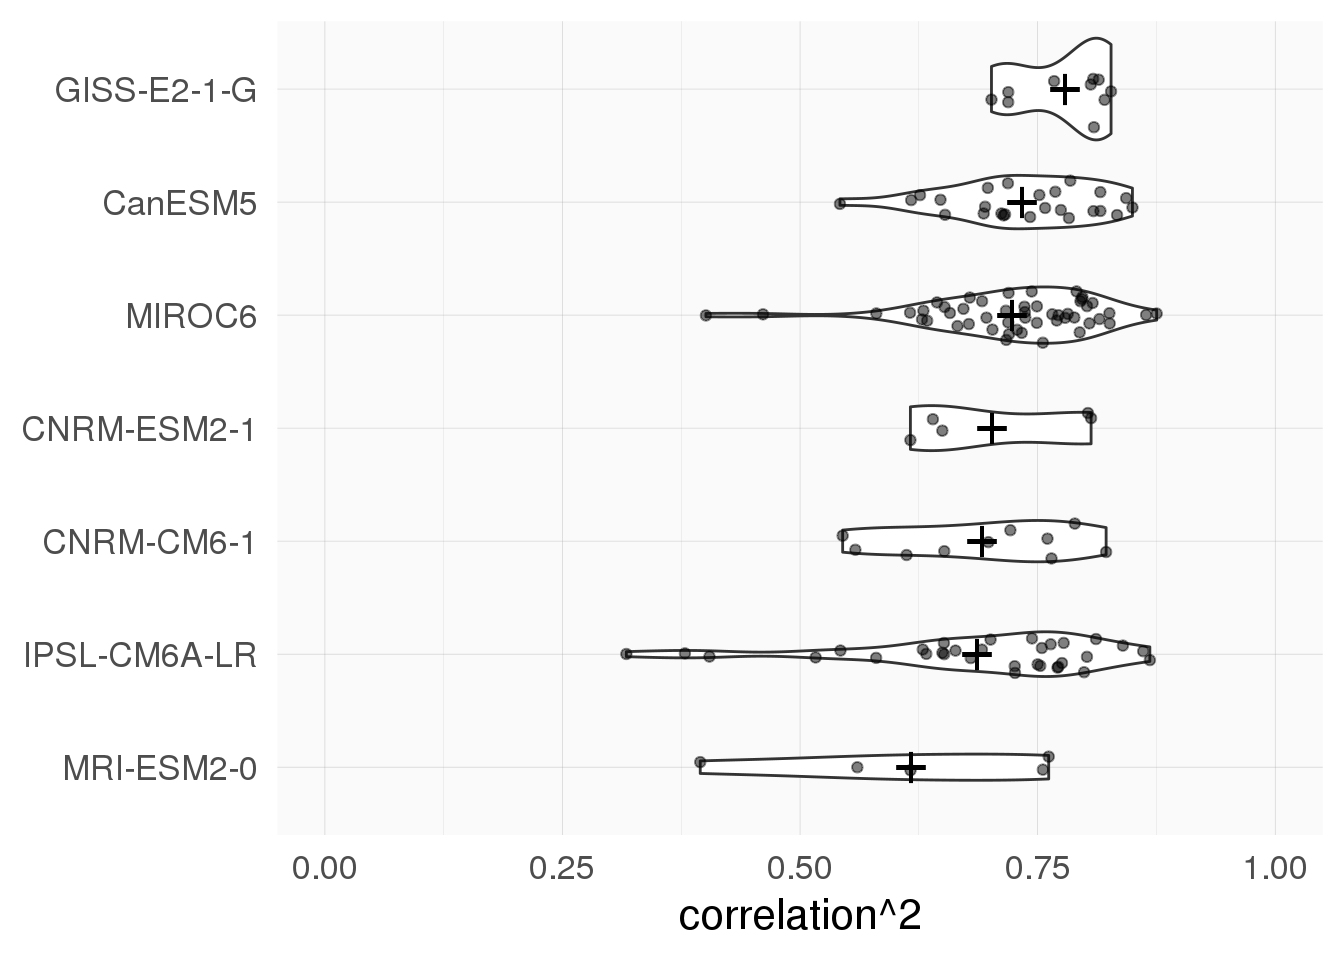 GISS-E2-1-G
CanESM5
MIROC6
CNRM-ESM2-1
CNRM-CM6-1
IPSL-CM6A-LR
MRI-ESM2-0
0.00 0.25 0.50 0.75 1.00
correlation^2